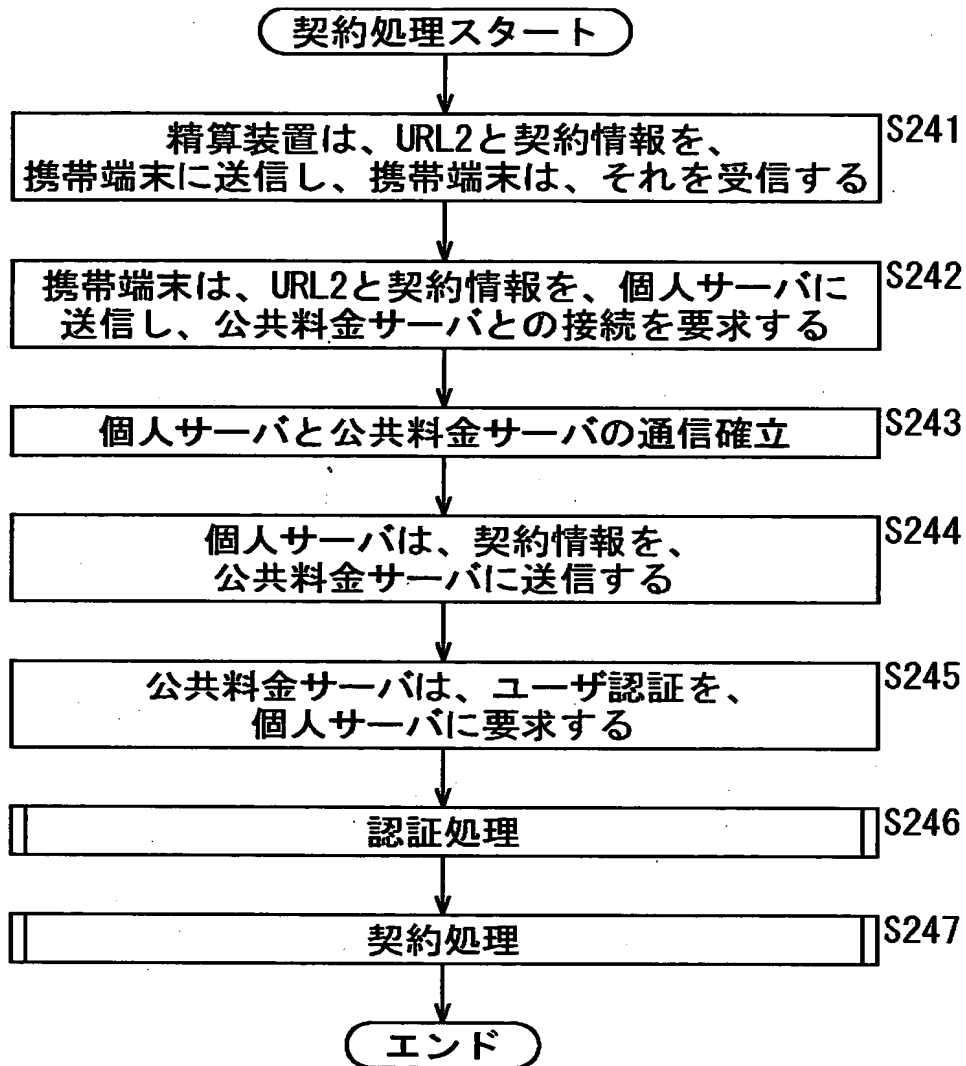 契約処理スタート
精算装置は、URL2と契約情報を、
携帯端末に送信し、携帯端末は、それを受信する
S241
携帯端末は、URL2と契約情報を、個人サーバに
送信し、公共料金サーバとの接続を要求する
S242
個人サーバと公共料金サーバの通信確立
S243
個人サーバは、契約情報を、
公共料金サーバに送信する
S244
公共料金サーバは、ユーザ認証を、
個人サーバに要求する
S245
認証処理
S246
契約処理
S247
エンド